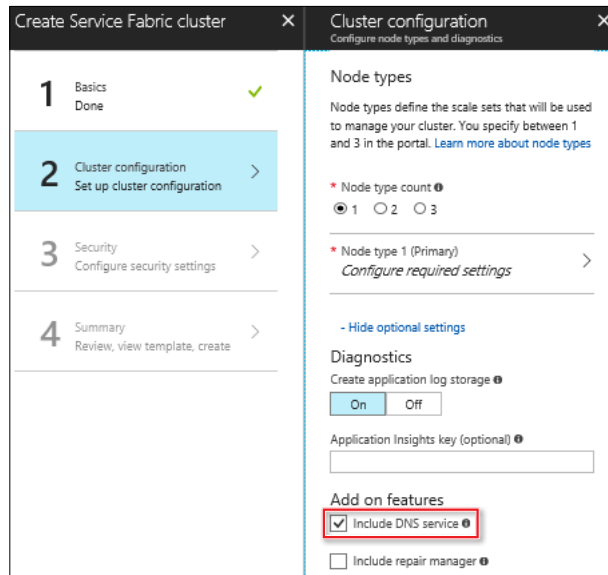 Create Service Fabric cluster
1
Basics
Done
2
Cluster configuration
Set up cluster configuration
3
Security
Configure security settings
4
Summary
Review, view template, create
Cluster configuration
Configure node types and diagnostics
Node types
Node types define the scale sets that will be used
to manage your cluster. You specify between 1
and 3 in the portal. Learn more about node types
* Node type count
1 2 3
* Node type 1 (Primary)
Configure required settings
- Hide optional settings
Diagnostics
Create application log storage
On Off
Application Insights key (optional)
Add on features
Include DNS service
Include repair manager